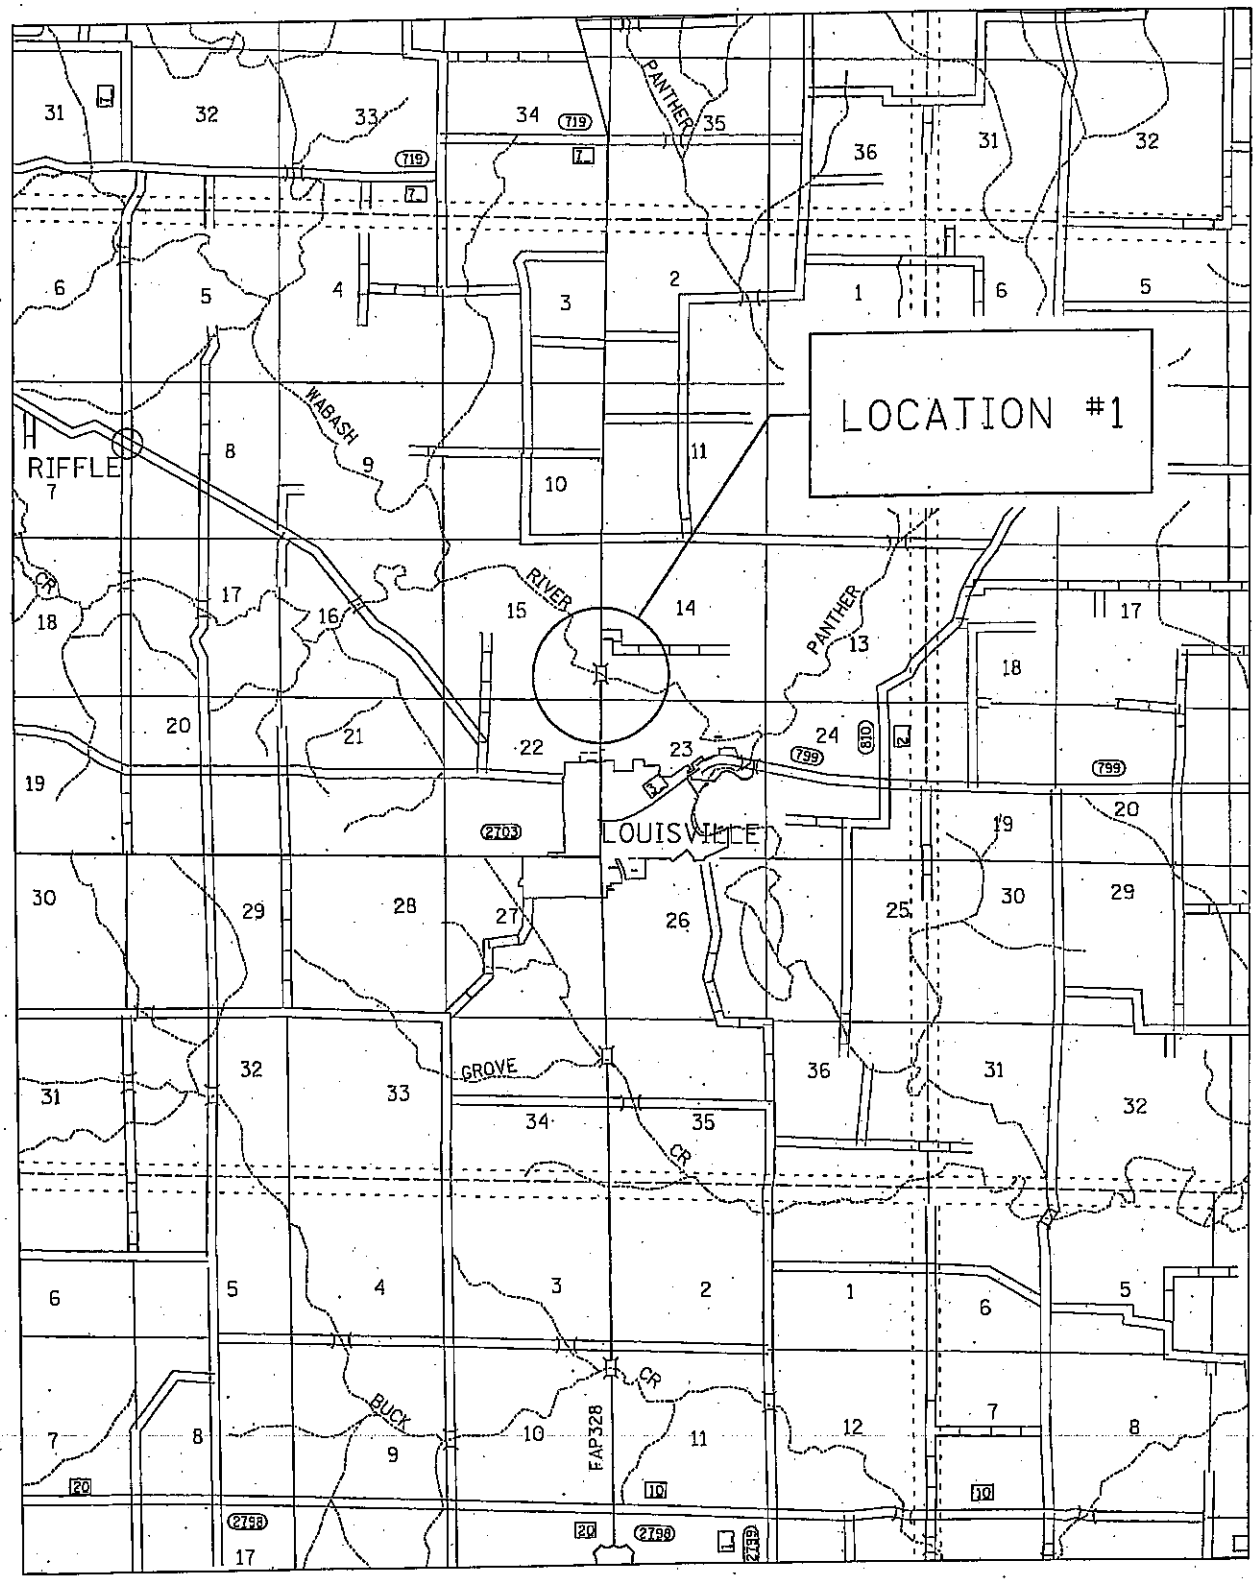 31 32 33 34 719 PANTHER 35 36 31 32
719
6 5 4 3 2 1 6 5
LOCATION #1
WABASH
RIFFLE
7 8 9 10 11
CR RIVER PANTHER
18 17 16 15 14 13 18 17
19 20 21 22 23 24 810 799 799 20
3
2703 LOUISVILLE 19
30 29 28 27 26 25 30 29
31 32 33 GROVE 34 35 36 31 32
CR
6 5 4 3 2 1 6 5
CR
BUCK
FAP328
7 8 9 10 11 12 7 8
20 10 10
2798 20 2798 2799
17